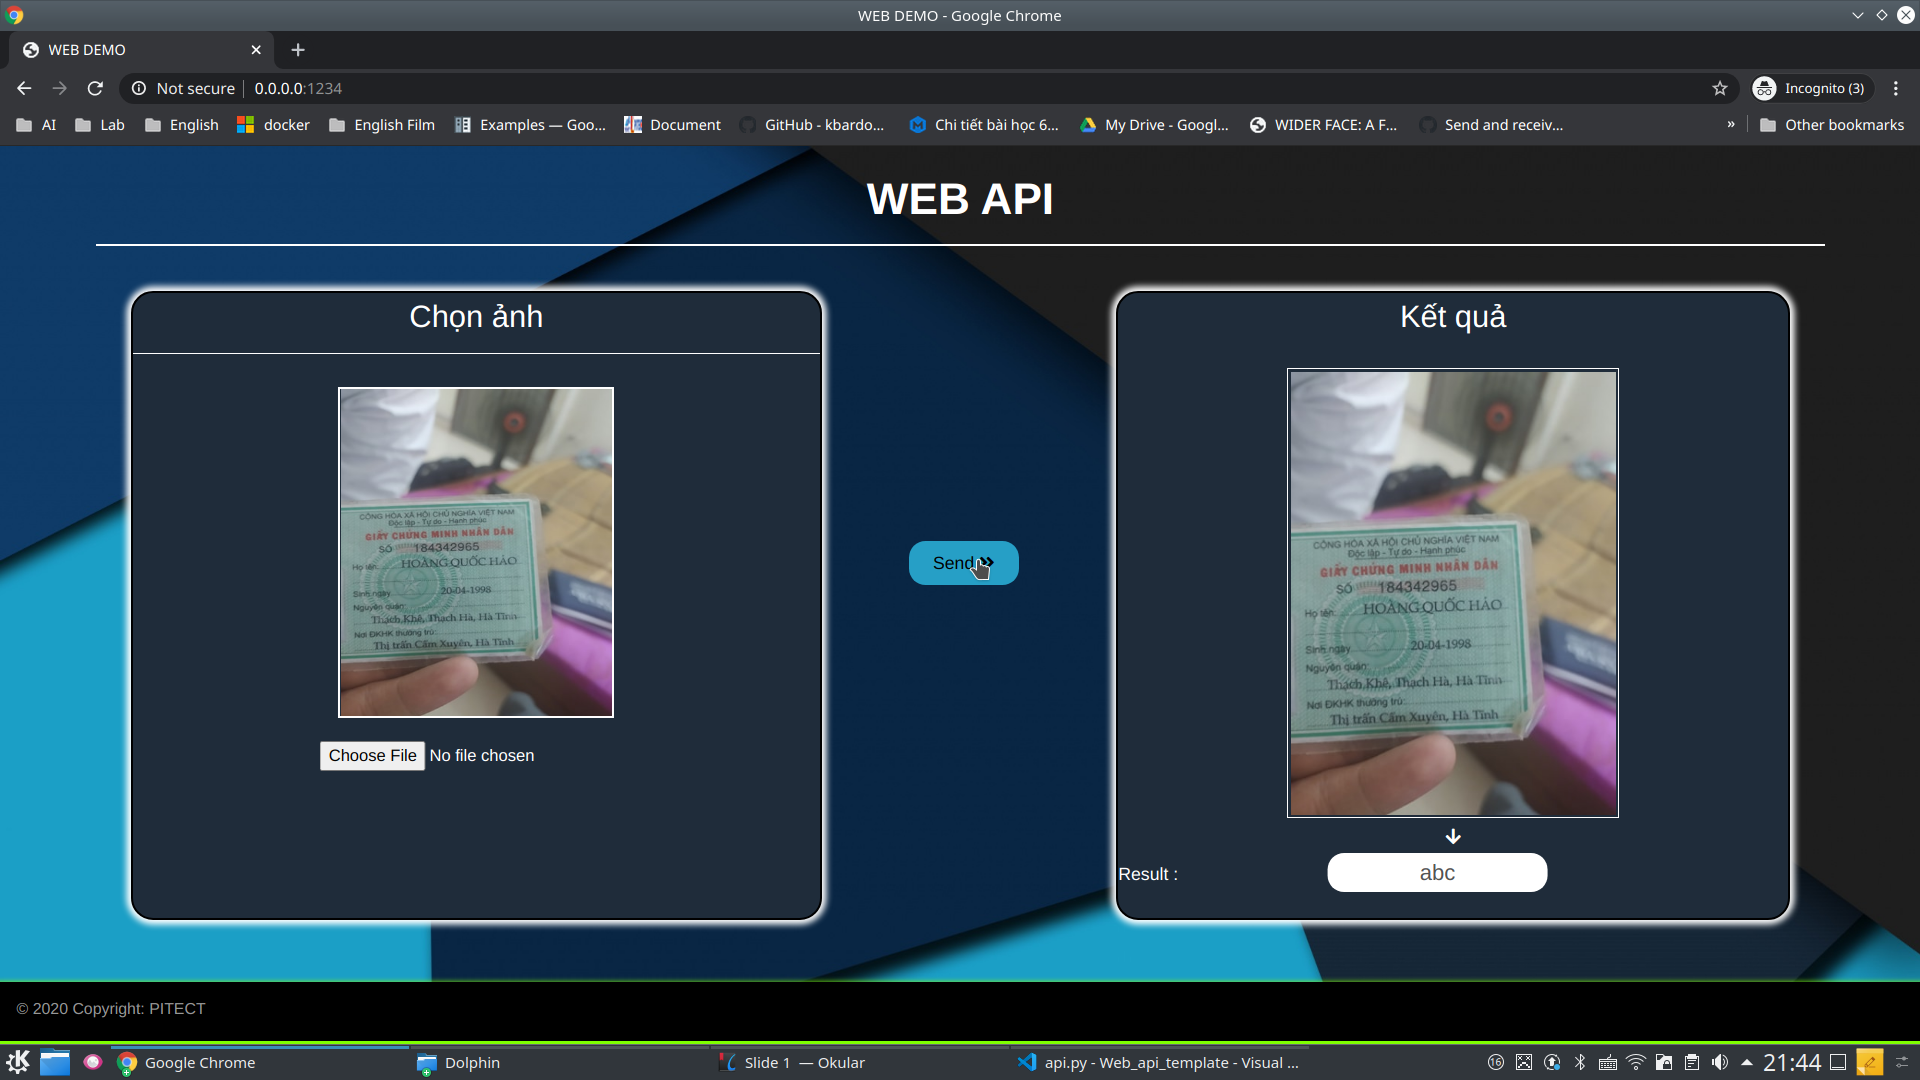 WEB DEMO - Google Chrome
WEB DEMO
Not secure 0.0.0.0:1234 Incognito (3)
AI Lab English docker English Film Examples — Goo... Document GitHub - kbardo... Chi tiết bài học 6... My Drive - Googl... WIDER FACE: A F... Send and receiv... » Other bookmarks
WEB API
Chọn ảnh
CỘNG HÒA XÃ HỘI CHỦ NGHĨA VIỆT NAM
Độc lập - Tự do - Hạnh phúc
GIẤY CHỨNG MINH NHÂN DÂN
SỐ 184342965
Họ tên: HOÀNG QUỐC HẢO
Sinh ngày 20-04-1998
Nguyên quán:
Thạch Khê, Thạch Hà, Hà Tĩnh
Nơi ĐKHK thường trú:
Thị trấn Cẩm Xuyên, Hà Tĩnh
Choose File No file chosen
Send
Kết quả
CỘNG HÒA XÃ HỘI CHỦ NGHĨA VIỆT NAM
Độc lập - Tự do - Hạnh phúc
GIẤY CHỨNG MINH NHÂN DÂN
SỐ 184342965
Họ tên: HOÀNG QUỐC HẢO
Sinh ngày 20-04-1998
Nguyên quán:
Thạch Khê, Thạch Hà, Hà Tĩnh
Nơi ĐKHK thường trú:
Thị trấn Cẩm Xuyên, Hà Tĩnh
Result : abc
© 2020 Copyright: PITECT
Google Chrome Dolphin Slide 1 — Okular api.py - Web_api_template - Visual ... 16 21:44